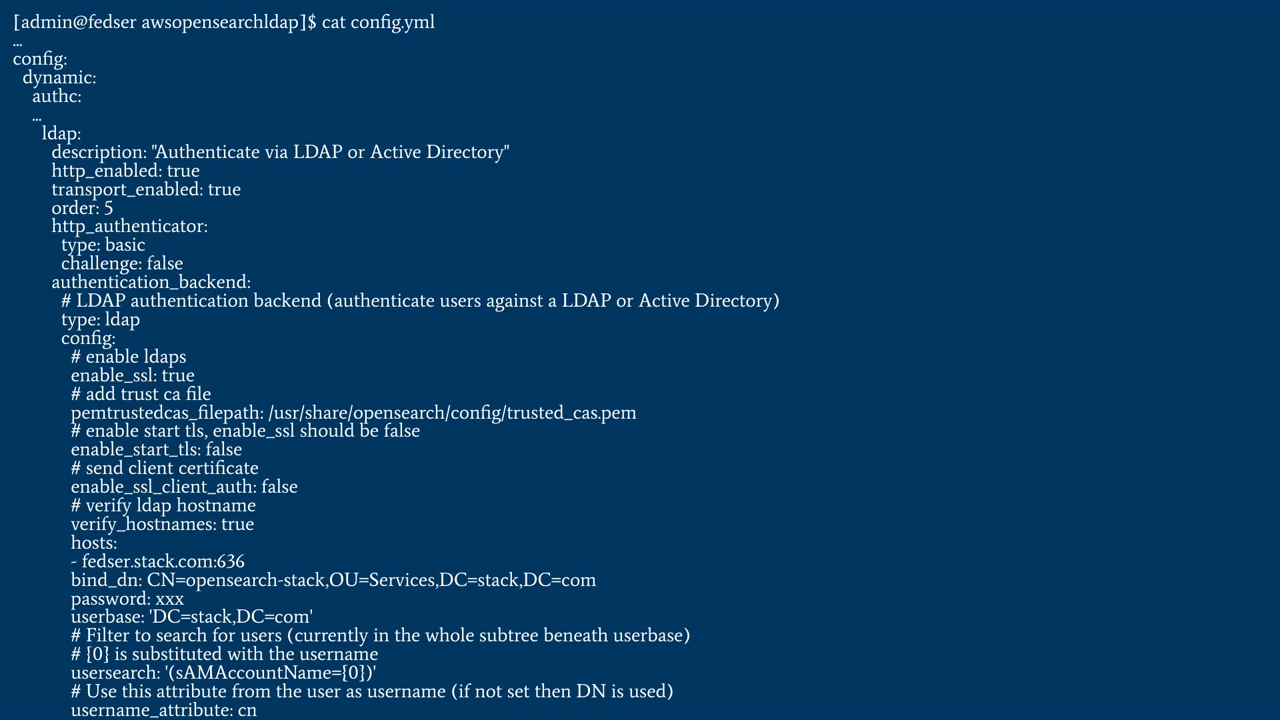 [admin@fedser awsopensearchldap]$ cat config.yml
...
config:
dynamic:
authc:
...
ldap:
description: "Authenticate via LDAP or Active Directory"
http_enabled: true
transport_enabled: true
order: 5
http_authenticator:
type: basic
challenge: false
authentication_backend:
# LDAP authentication backend (authenticate users against a LDAP or Active Directory)
type: ldap
config:
# enable ldaps
enable_ssl: true
# add trust ca file
pemtrustedcas_filepath: /usr/share/opensearch/config/trusted_cas.pem
# enable start tls, enable_ssl should be false
enable_start_tls: false
# send client certificate
enable_ssl_client_auth: false
# verify ldap hostname
verify_hostnames: true
hosts:
- fedser.stack.com:636
bind_dn: CN=opensearch-stack,OU=Services,DC=stack,DC=com
password: xxx
userbase: 'DC=stack,DC=com'
# Filter to search for users (currently in the whole subtree beneath userbase)
# {0} is substituted with the username
usersearch: '(sAMAccountName={0})'
# Use this attribute from the user as username (if not set then DN is used)
username_attribute: cn